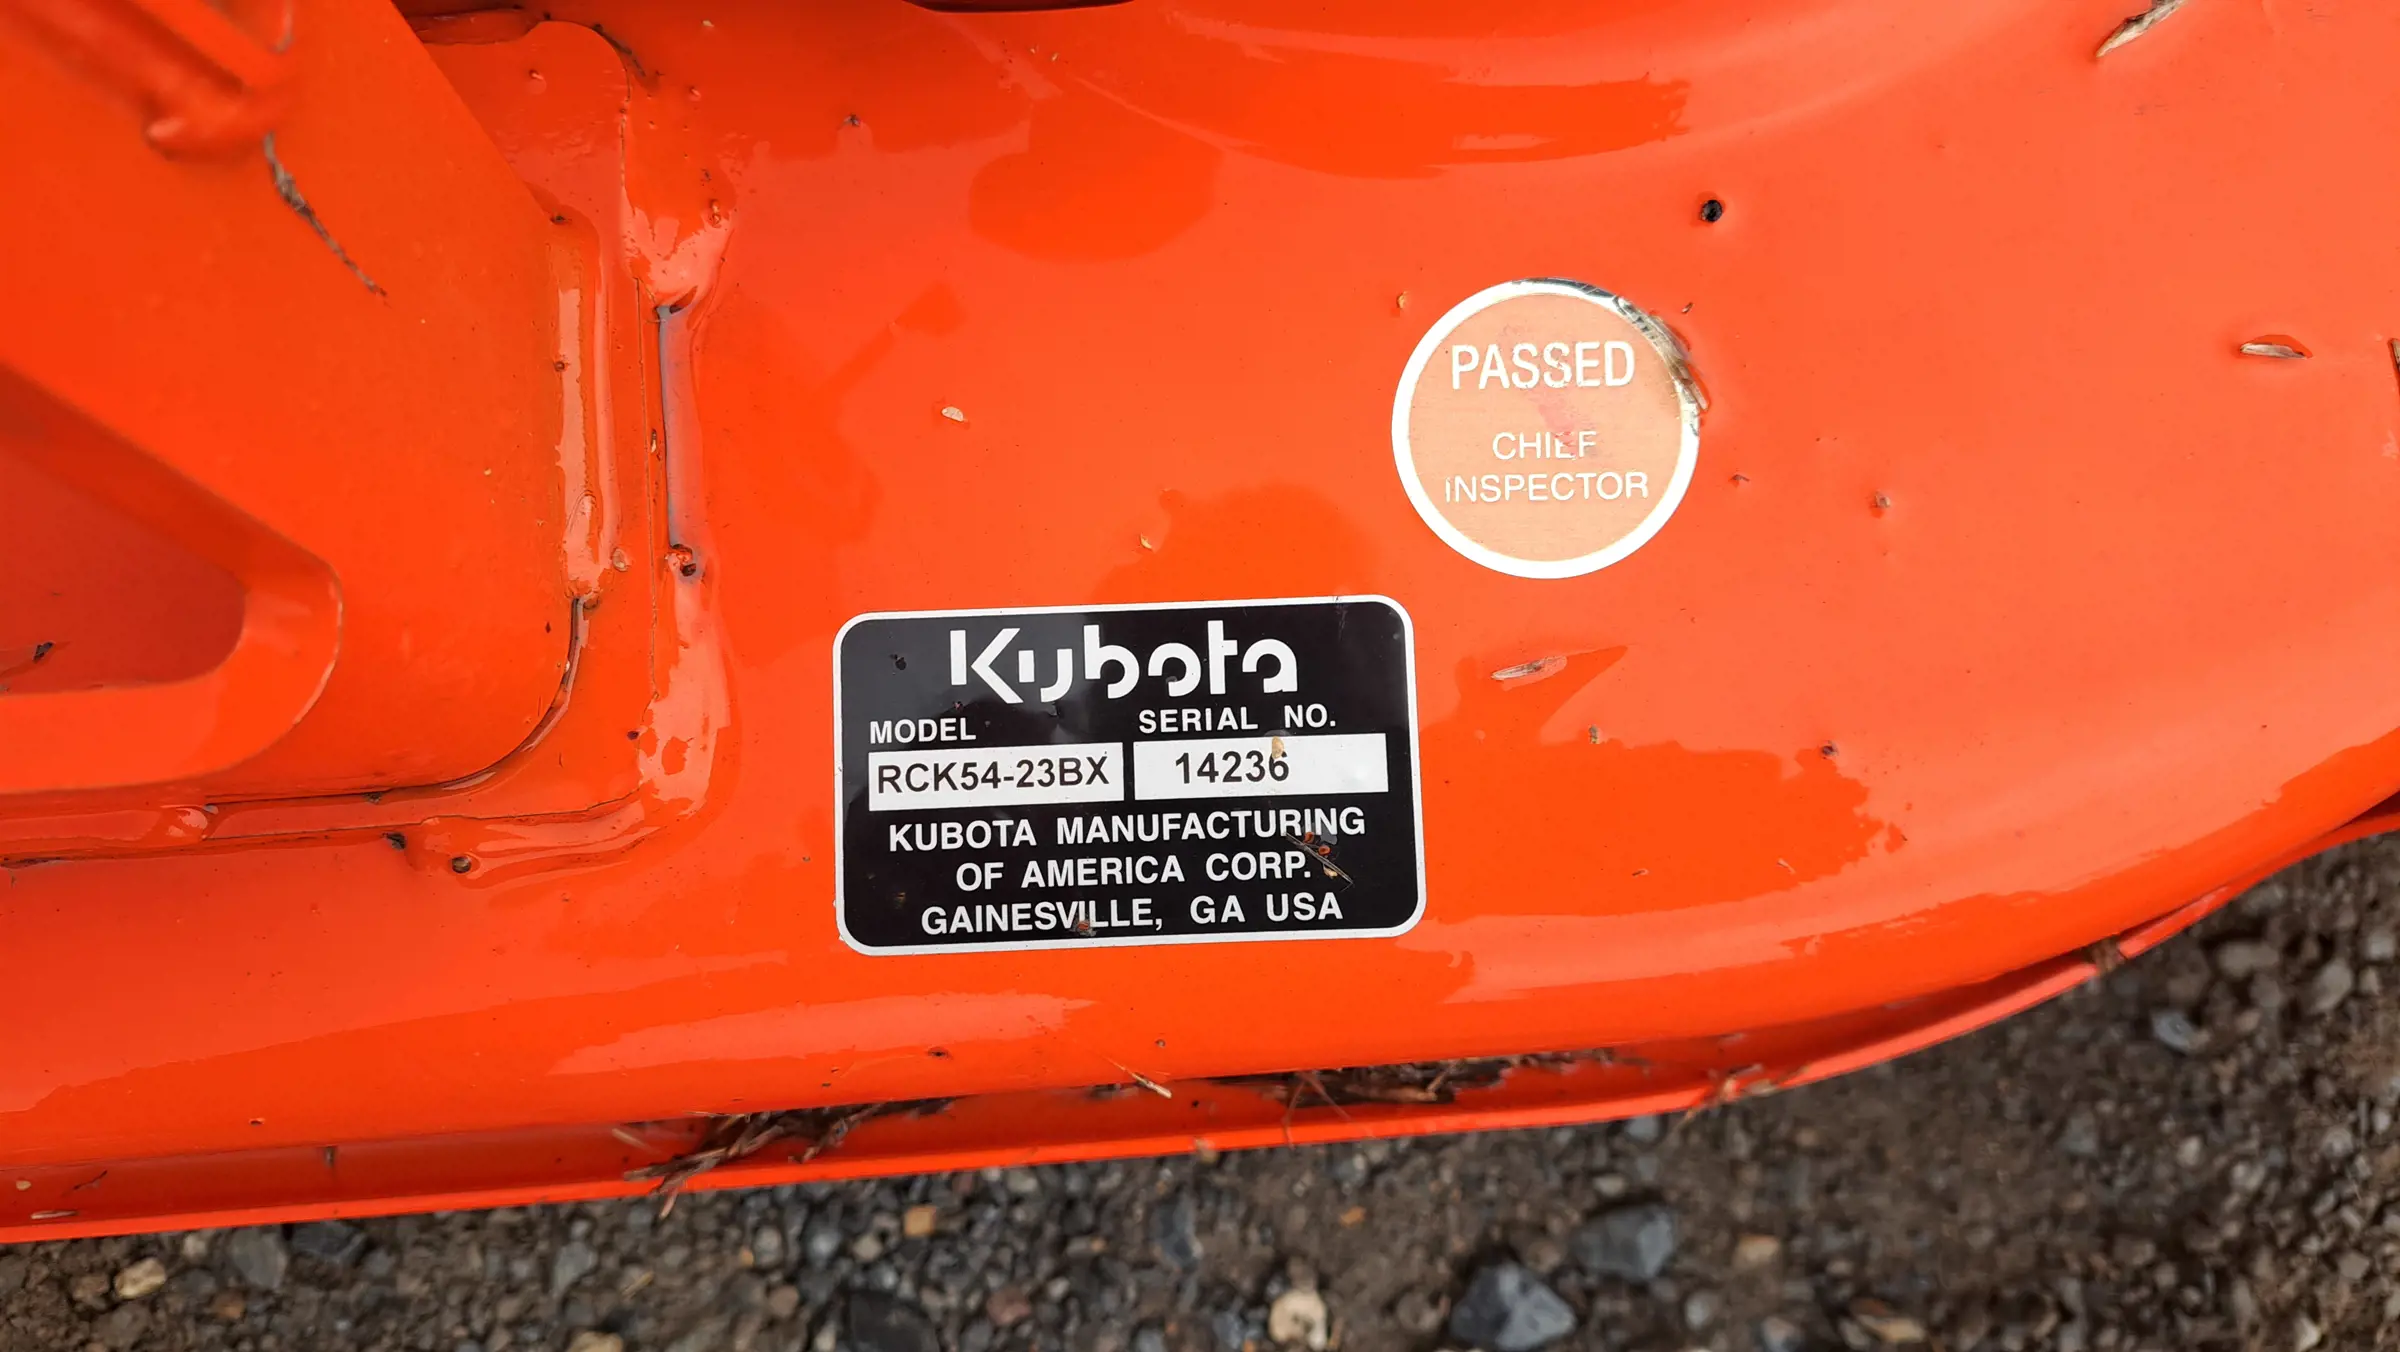 PASSED
CHIEF
INSPECTOR
Kubota
MODEL SERIAL NO.
RCK54-23BX 14236
KUBOTA MANUFACTURING
OF AMERICA CORP.
GAINESVILLE, GA USA